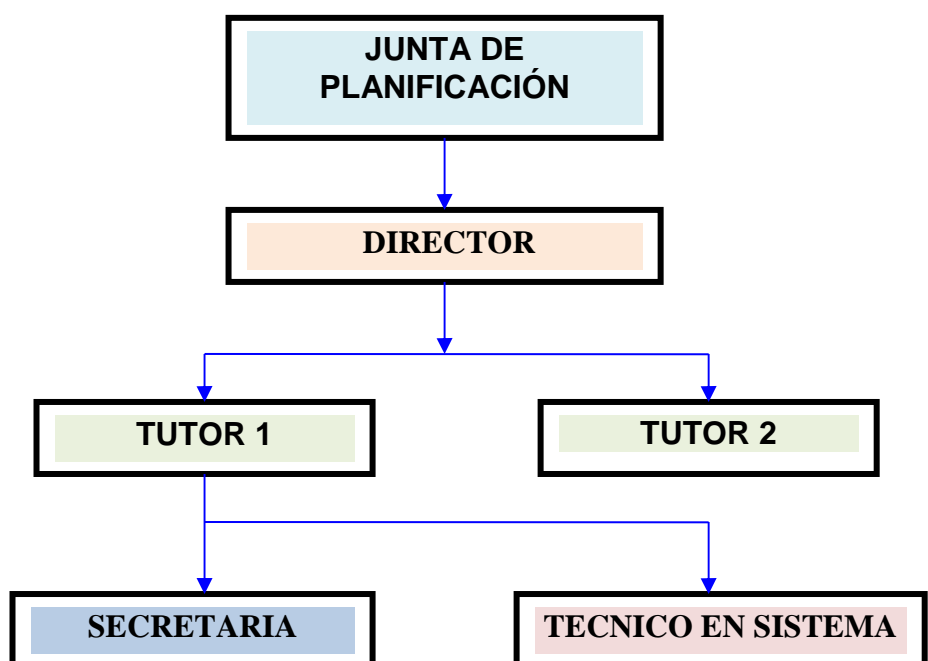 JUNTA DE
PLANIFICACIÓN
DIRECTOR
TUTOR 1
TUTOR 2
SECRETARIA
TECNICO EN SISTEMA